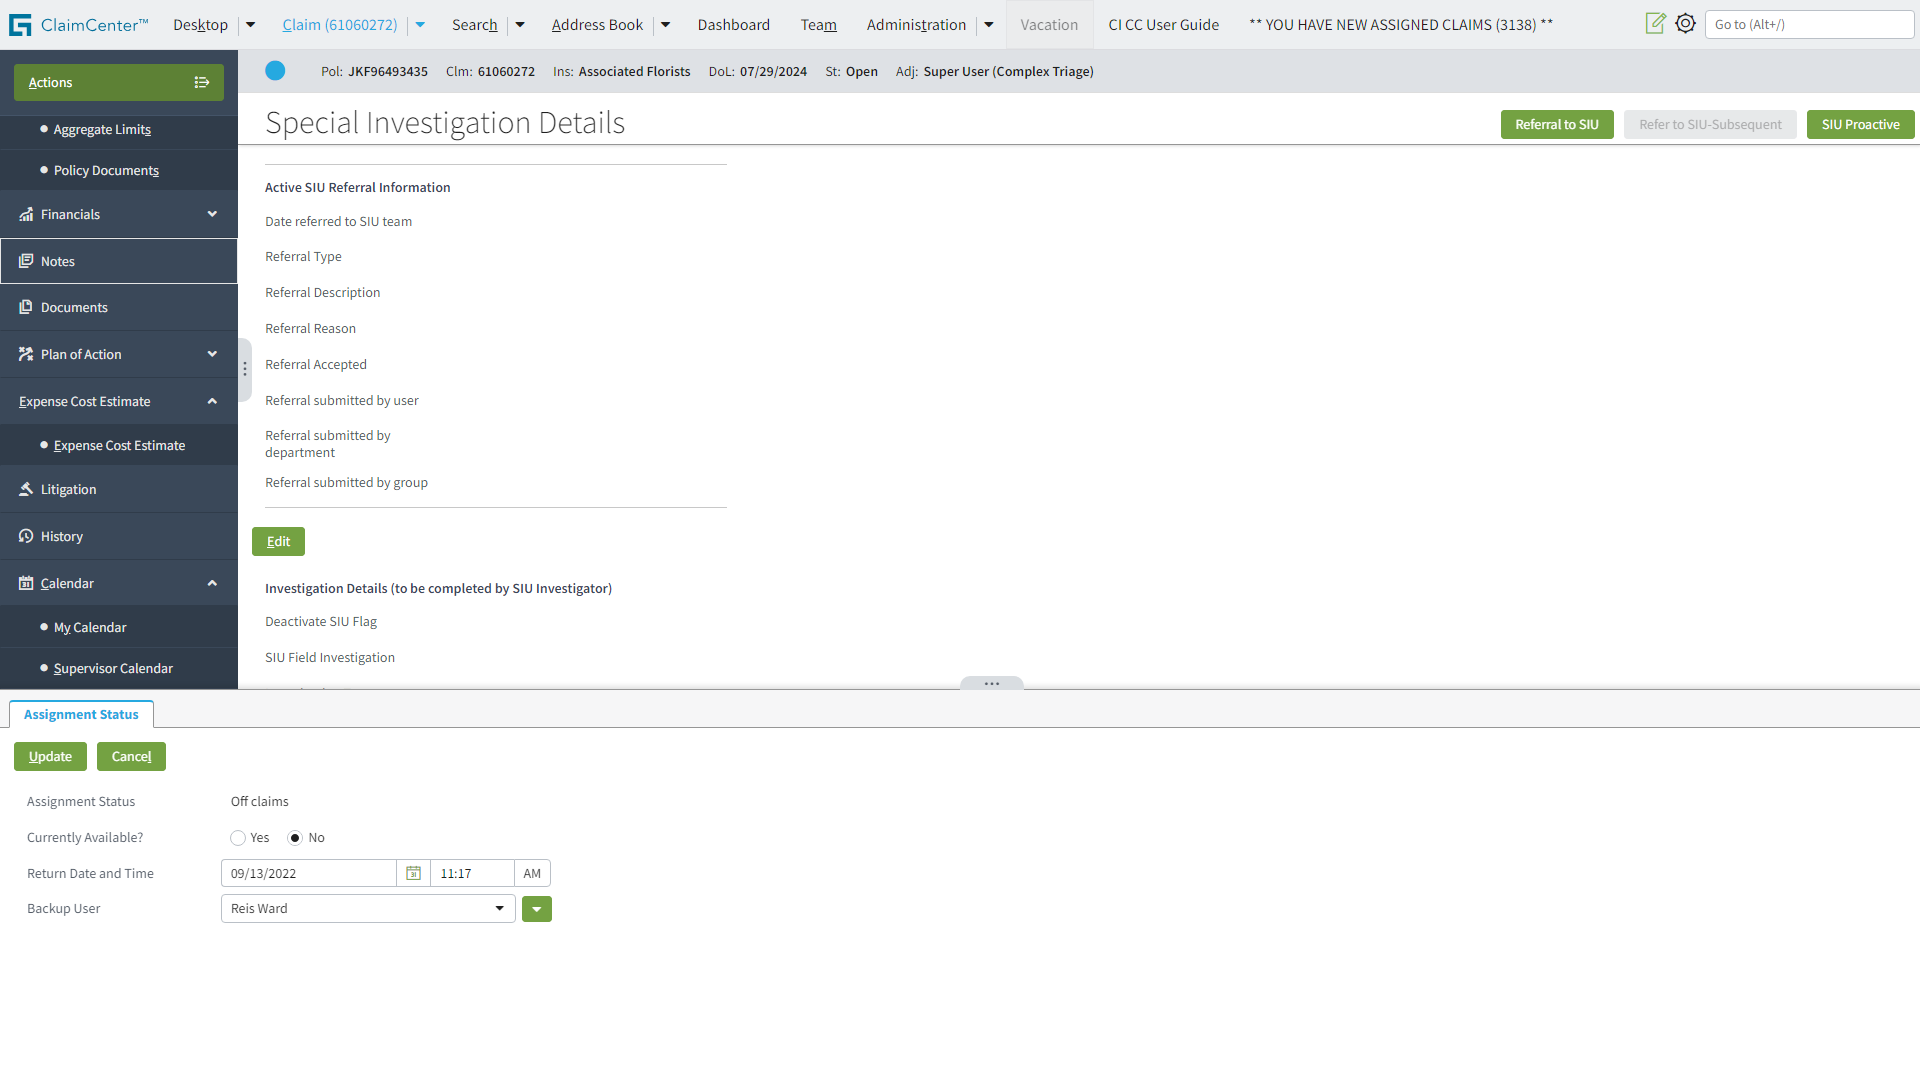 ClaimCenter™ Desktop Claim (61060272) Search Address Book Dashboard Team Administration Vacation CI CC User Guide ** YOU HAVE NEW ASSIGNED CLAIMS (3138) ** Go to (Alt+/)
Actions
Pol: JKF96493435 Clm: 61060272 Ins: Associated Florists DoL: 07/29/2024 St: Open Adj: Super User (Complex Triage)
Aggregate Limits
Policy Documents
Financials
Notes
Documents
Plan of Action
Expense Cost Estimate
Expense Cost Estimate
Litigation
History
Calendar
31
My Calendar
Supervisor Calendar
Special Investigation Details
Referral to SIU Refer to SIU-Subsequent SIU Proactive
Active SIU Referral Information
Date referred to SIU team
Referral Type
Referral Description
Referral Reason
Referral Accepted
Referral submitted by user
Referral submitted by
department
Referral submitted by group
Edit
Investigation Details (to be completed by SIU Investigator)
Deactivate SIU Flag
SIU Field Investigation
Assignment Status
Update Cancel
Assignment Status Off claims
Currently Available? Yes No
Return Date and Time 09/13/2022 31 11:17 AM
Backup User Reis Ward